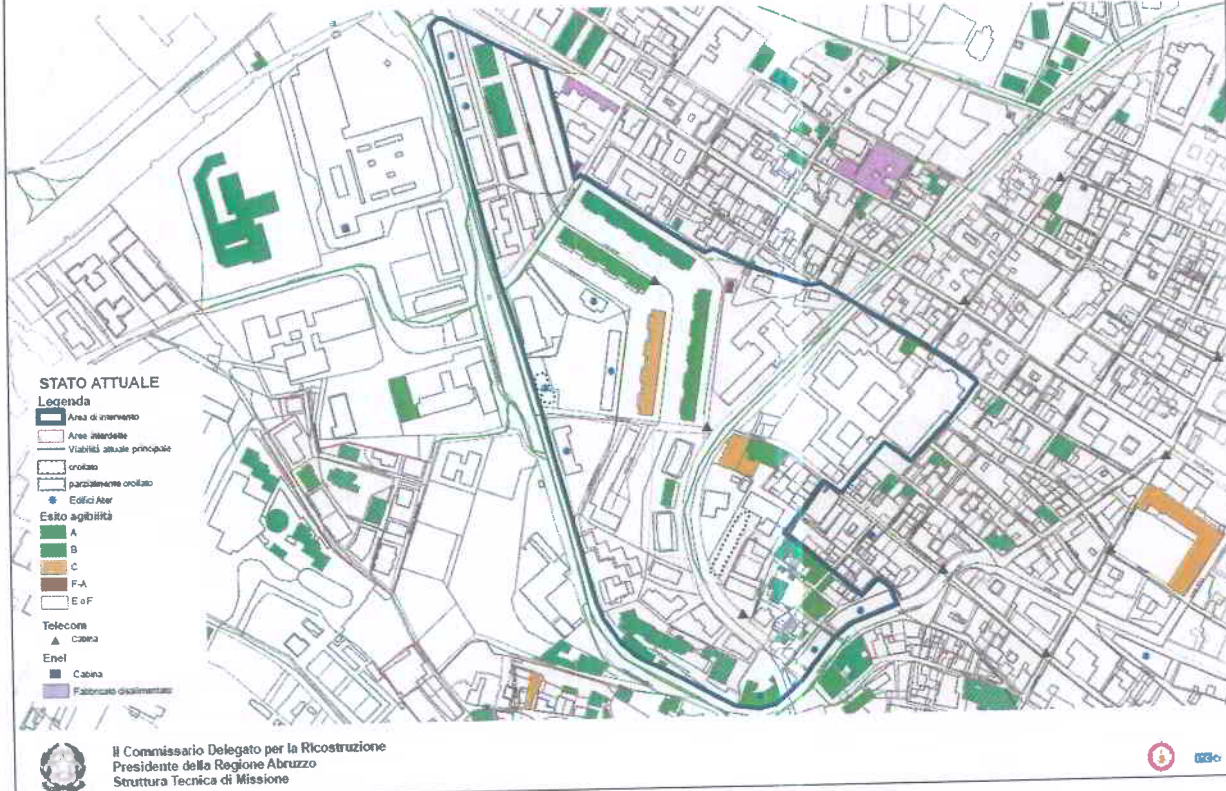 STATO ATTUALE
Legenda
Area di intervento
Aree interdette
Viabilità attuale principale
crollato
parzialmente crollato
Edifici Ater
Esito agibilità
A
B
C
F-A
E o F
Telecom
Cabina
Enel
Cabina
Fabbricato disalimentato
Il Commissario Delegato per la Ricostruzione
Presidente della Regione Abruzzo
Struttura Tecnica di Missione